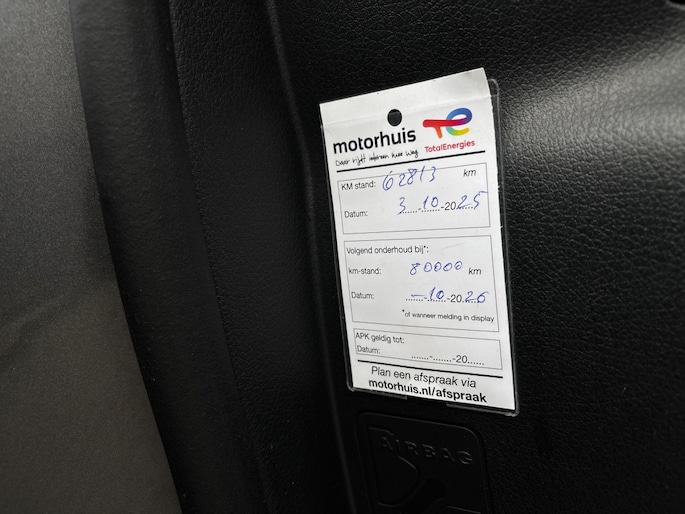 motorhuis
TotalEnergies
Daar rijdt iedereen hier weg
KM stand: 62813 km
Datum: 3-10-2025
Volgend onderhoud bij*:
km-stand: 80000 km
Datum: ......-10-2026
*of wanneer melding in display
APK geldig tot:
Datum: ......-......-20......
Plan een afspraak via
motorhuis.nl/afspraak
AIRBAG